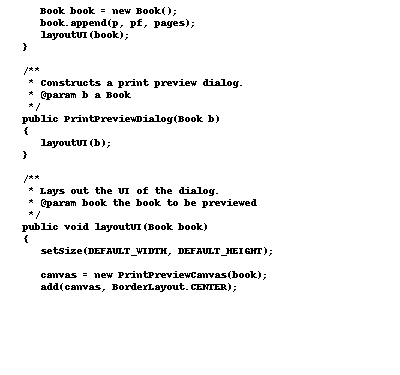 Book book = new Book();
book.append(p, pf, pages);
layoutUI(book);
}
/**
* Constructs a print preview dialog.
* @param b a Book
*/
public PrintPreviewDialog(Book b)
{
layoutUI(b);
}
/**
* Lays out the UI of the dialog.
* @param book the book to be previewed
*/
public void layoutUI(Book book)
{
setSize(DEFAULT_WIDTH, DEFAULT_HEIGHT);
canvas = new PrintPreviewCanvas(book);
add(canvas, BorderLayout.CENTER);